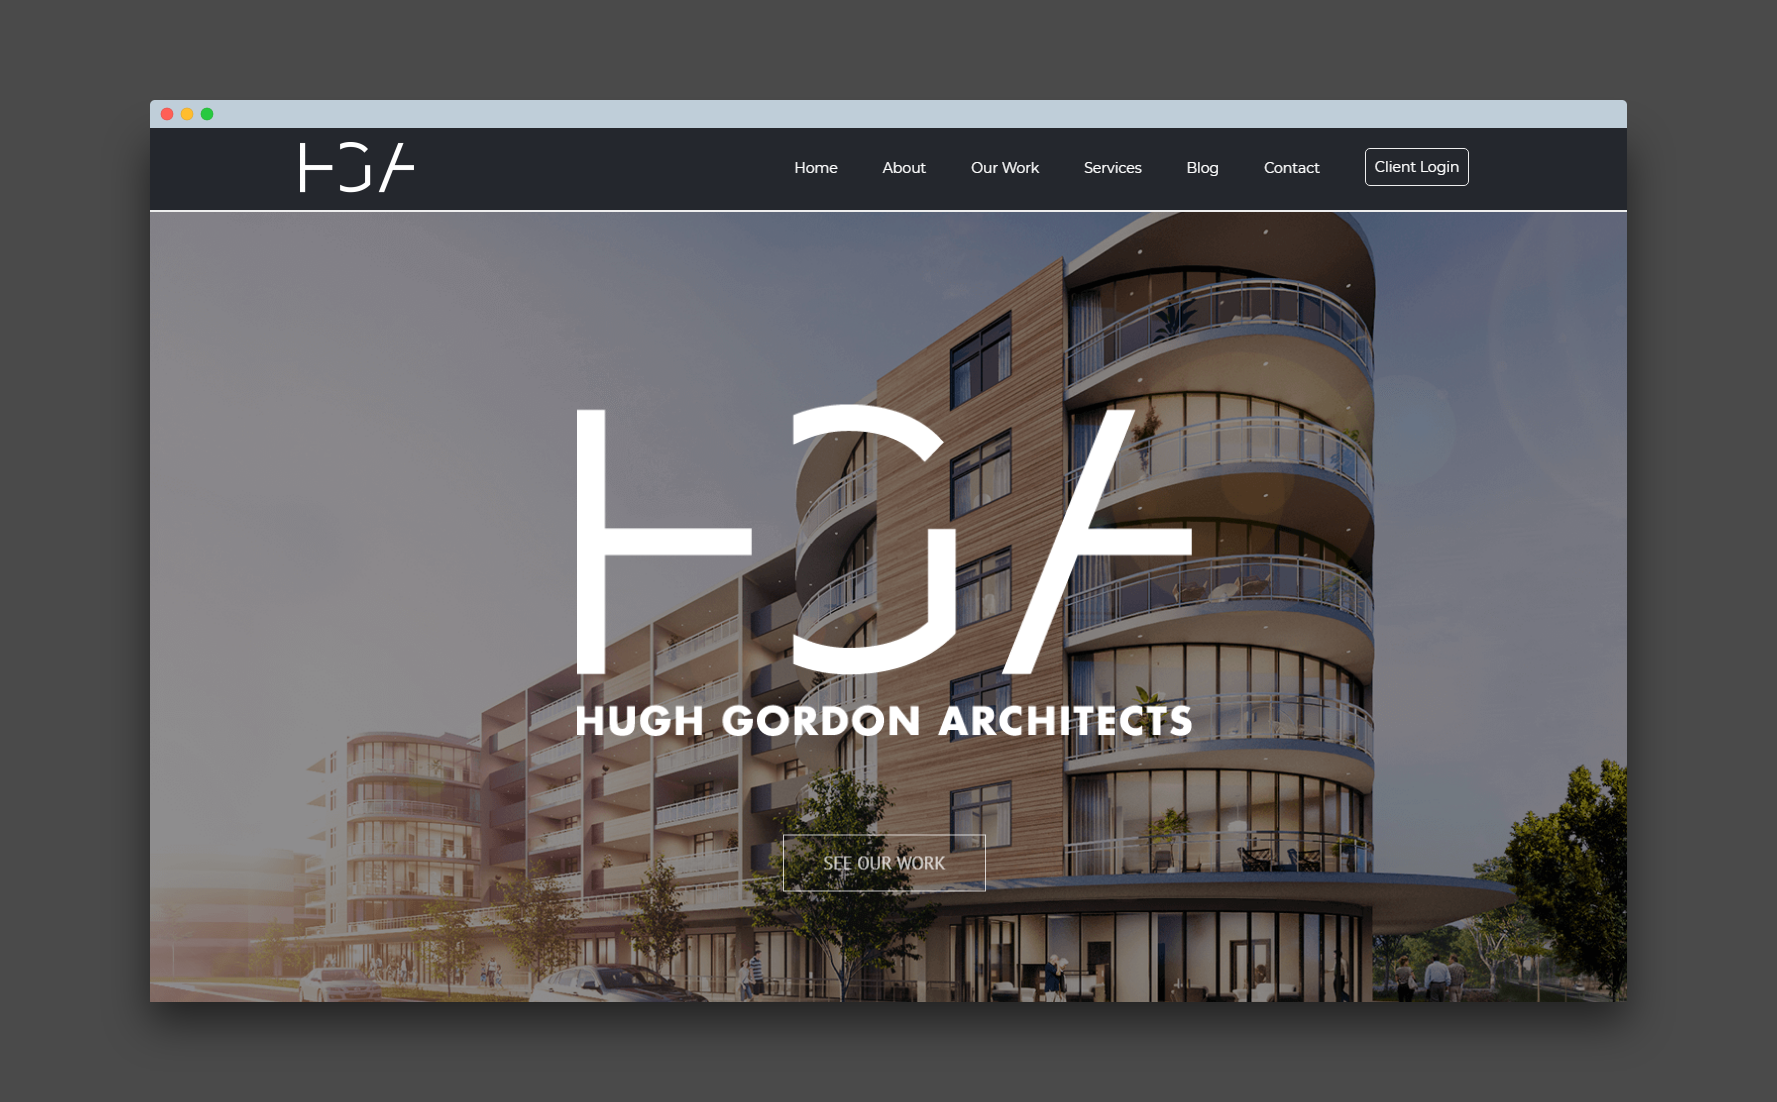 HGA
Home About Our Work Services Blog Contact Client Login
HGA
HUGH GORDON ARCHITECTS
SEE OUR WORK